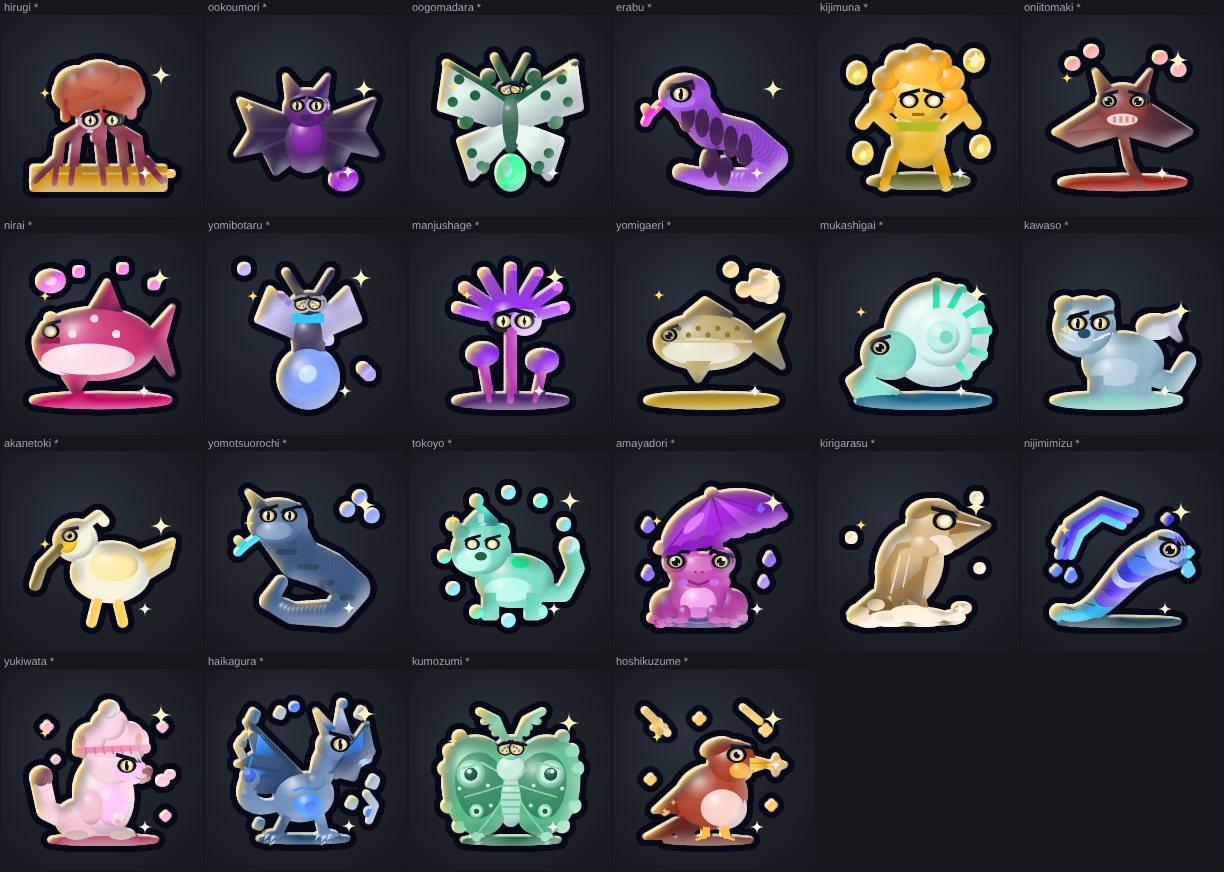 hirugi *
ookoumori *
oogomadara *
erabu *
kijimuna *
oniitomaki *
nirai *
yomibotaru *
manjushage *
yomigaeri *
mukashigai *
kawaso *
akanetoki *
yomotsuorochi *
tokoyo *
amayadori *
kirigarasu *
nijimimizu *
yukiwata *
haikagura *
kumozumi *
hoshikuzume *